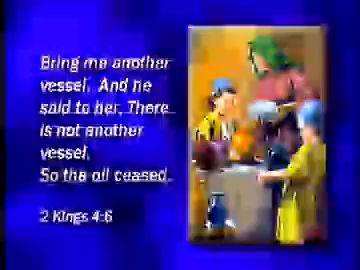 Bring me another
vessel. And he
said to her. There
is not another
vessel.
So the oil ceased.
2 Kings 4:6